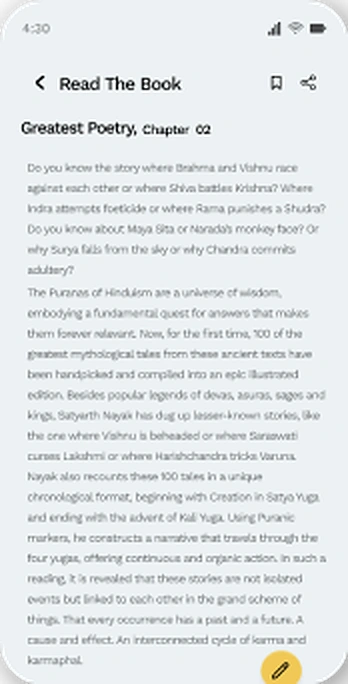 4:30
Read The Book
Greatest Poetry, Chapter 02
Do you know the story where Brahma and Vishnu race
against each other or where Shiva battles Krishna? Where
Indra attempts foeticide or where Rama punishes a Shudra?
Do you know about Maya Sita or Narada's monkey face? Or
why Surya falls from the sky or why Chandra commits
adultery?
The Puranas of Hinduism are a universe of wisdom,
embodying a fundamental quest for answers that makes
them forever relevant. Now, for the first time, 100 of the
greatest mythological tales from these ancient texts have
been handpicked and compiled into an epic illustrated
edition. Besides popular legends of devas, asuras, sages and
kings, Satyarth Nayak has dug up lesser-known stories, like
the one where Vishnu is beheaded or where Saraswati
curses Lakshmi or where Harishchandra tricks Varuna.
Nayak also recounts these 100 tales in a unique
chronological format, beginning with Creation in Satya Yuga
and ending with the advent of Kali Yuga. Using Puranic
markers, he constructs a narrative that travels through the
four yugas, offering continuous and organic action. In such a
reading, it is revealed that these stories are not isolated
events but linked to each other in the grand scheme of
things. That every occurrence has a past and a future. A
cause and effect. An interconnected cycle of karma and
karmaphal.